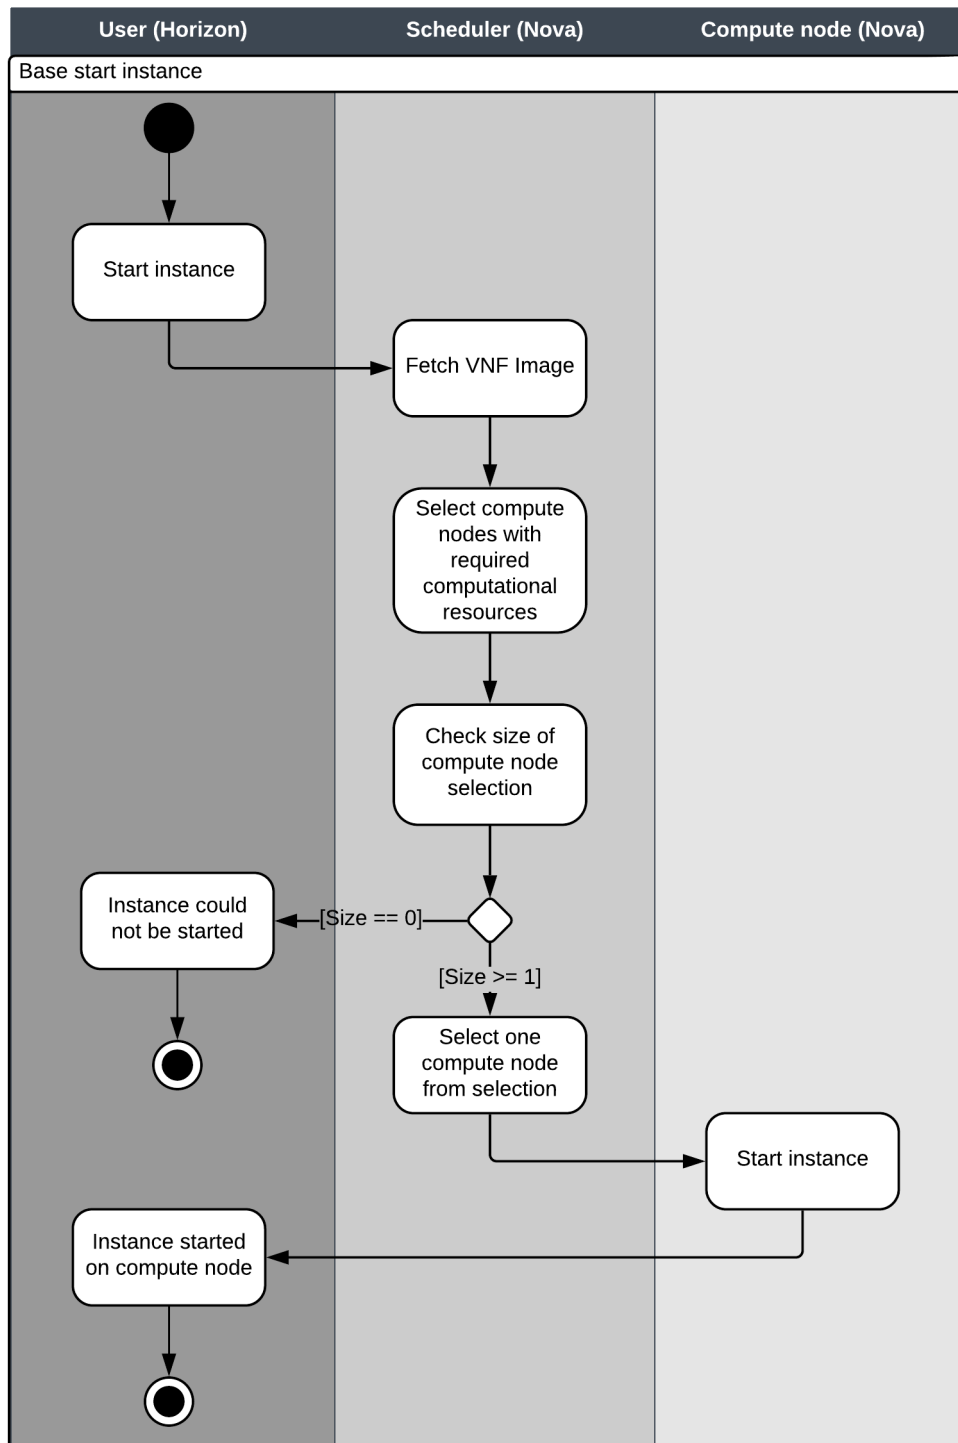 User (Horizon)
Scheduler (Nova)
Compute node (Nova)
Base start instance
Start instance
Fetch VNF Image
Select compute
nodes with
required
computational
resources
Check size of
compute node
selection
Instance could
not be started
[Size == 0]
[Size >= 1]
Select one
compute node
from selection
Start instance
Instance started
on compute node